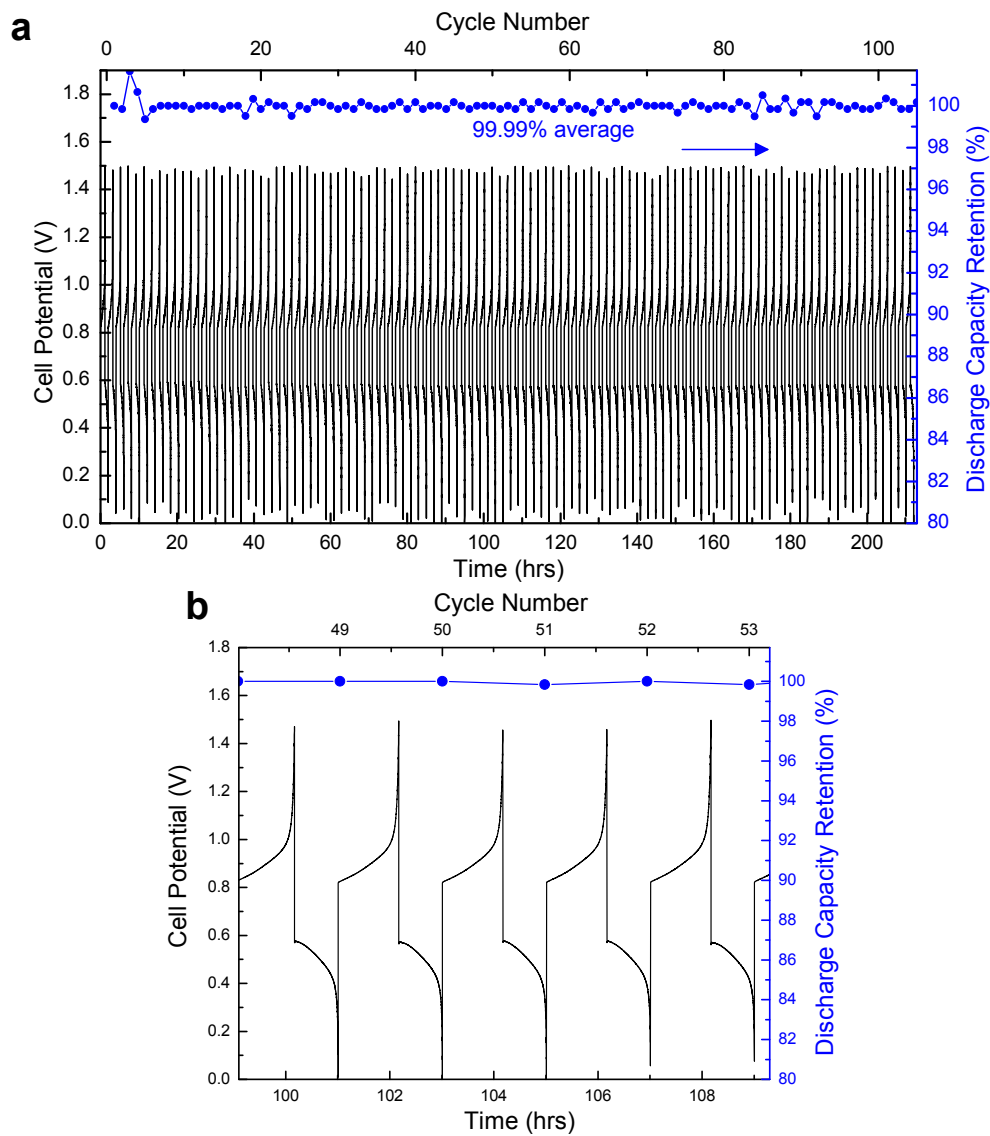 a
Cycle Number
0 20 40 60 80 100
1.8
1.6
1.4
1.2
1.0
0.8
0.6
0.4
0.2
0.0
Cell Potential (V)
99.99% average
100
98
96
94
92
90
88
86
84
82
80
Discharge Capacity Retention (%)
0 20 40 60 80 100 120 140 160 180 200
Time (hrs)
b
Cycle Number
49 50 51 52 53
1.8
1.6
1.4
1.2
1.0
0.8
0.6
0.4
0.2
0.0
Cell Potential (V)
100
98
96
94
92
90
88
86
84
82
80
Discharge Capacity Retention (%)
100 102 104 106 108
Time (hrs)